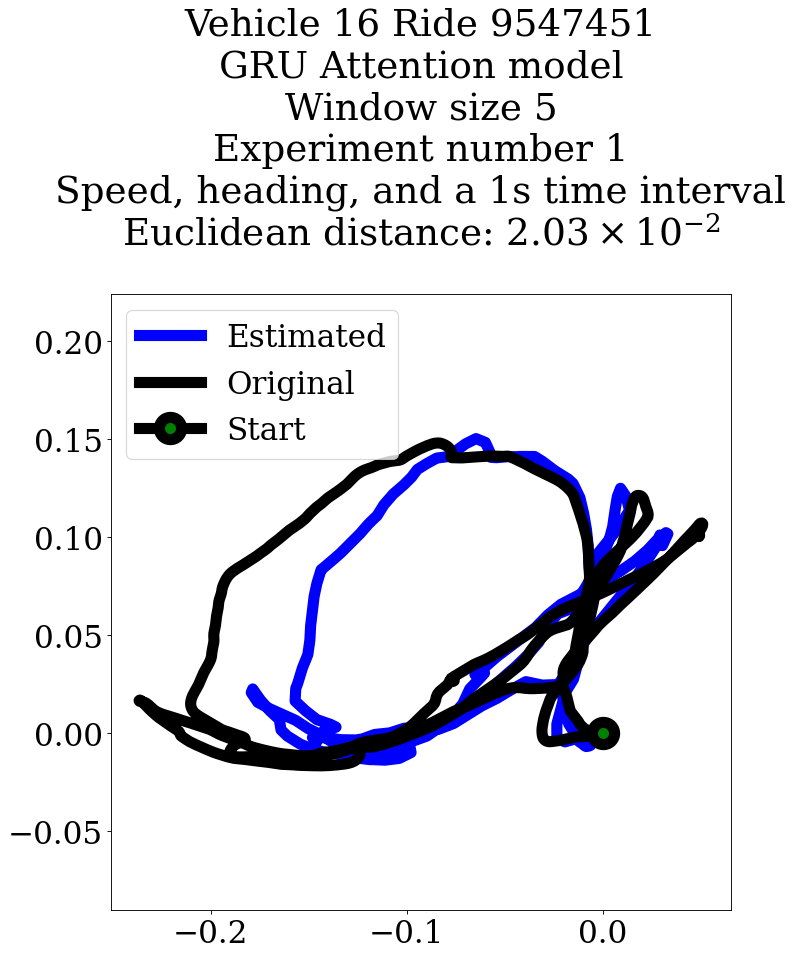 Vehicle 16 Ride 9547451
GRU Attention model
Window size 5
Experiment number 1
Speed, heading, and a 1s time interval
Euclidean distance: 2.03 × 10⁻²
Estimated
Original
Start
0.20
0.15
0.10
0.05
0.00
−0.05
−0.2
−0.1
0.0